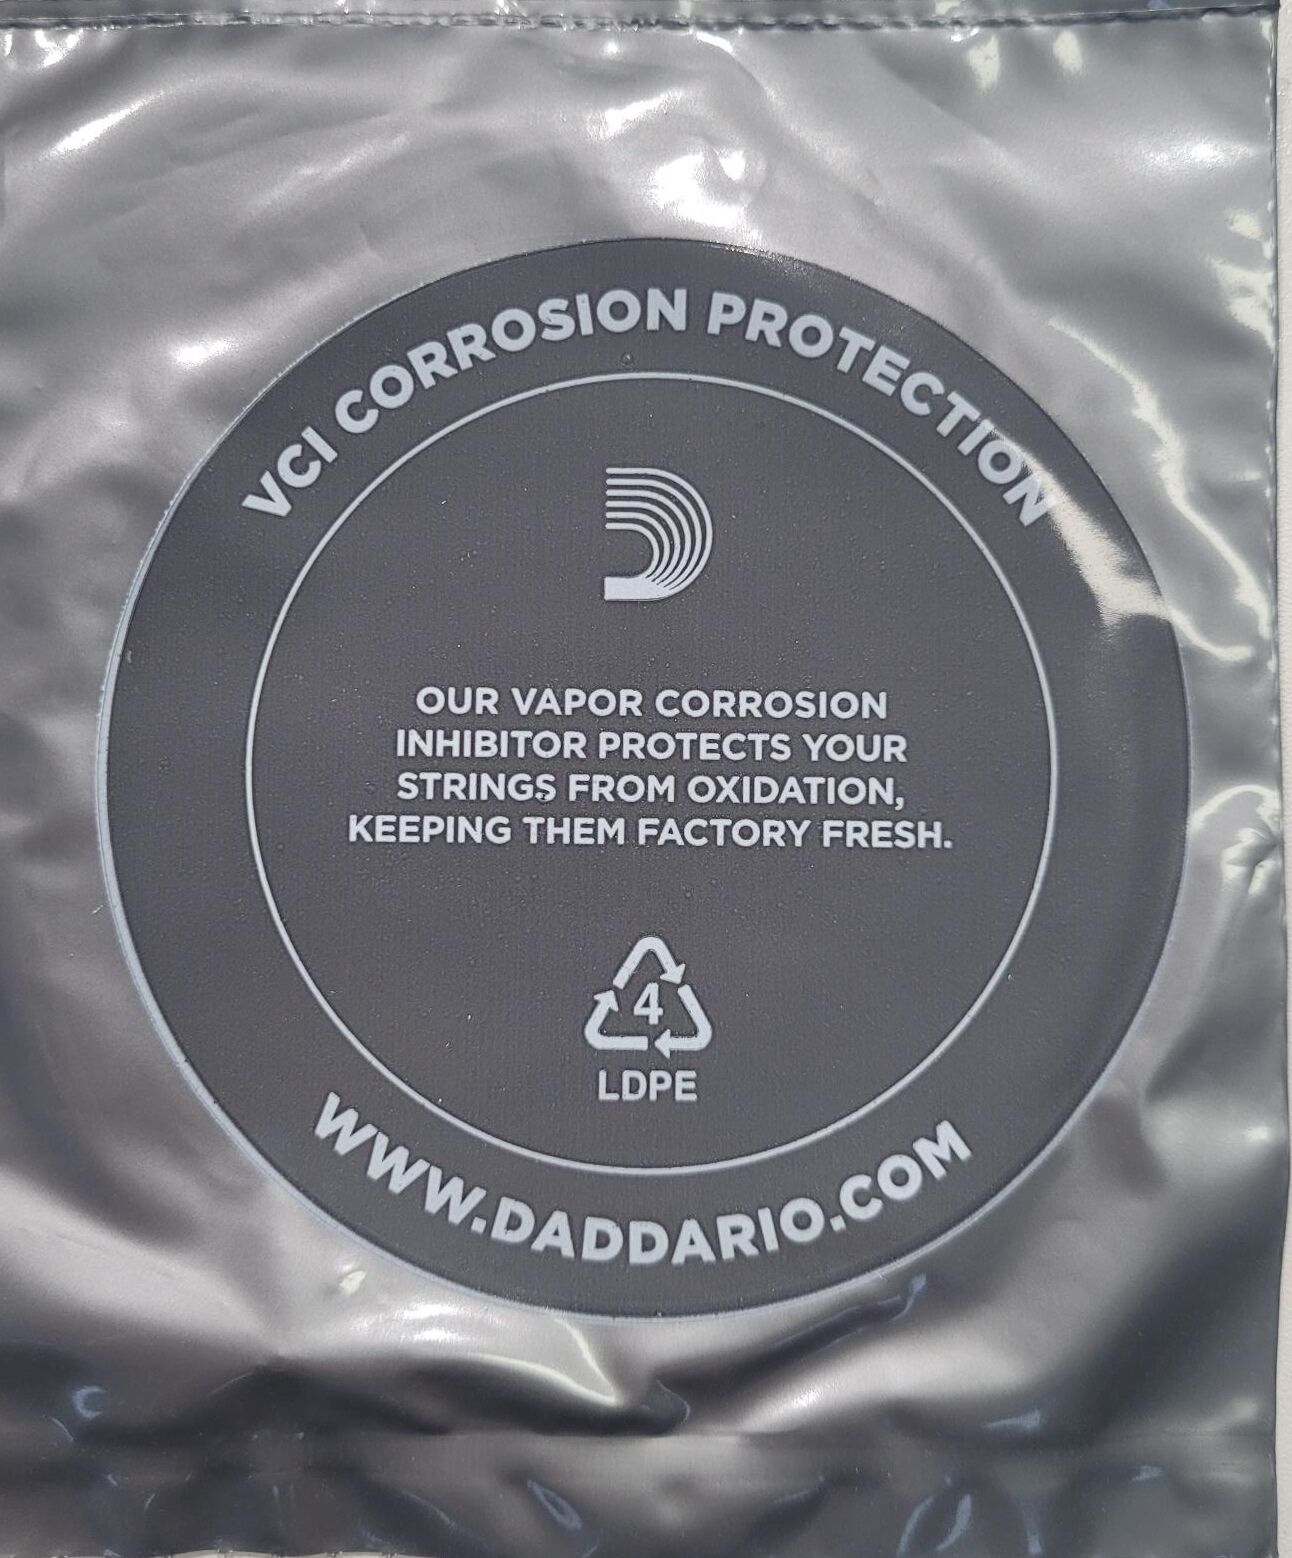 VCI CORROSION PROTECTION
OUR VAPOR CORROSION
INHIBITOR PROTECTS YOUR
STRINGS FROM OXIDATION,
KEEPING THEM FACTORY FRESH.
4
LDPE
WWW.DADDARIO.COM